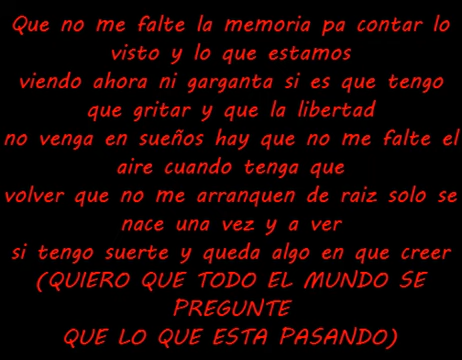 Que no me falte la memoria pa contar lo
visto y lo que estamos
viendo ahora ni garganta si es que tengo
que gritar y que la libertad
no venga en sueños hay que no me falte el
aire cuando tenga que
volver que no me arranquen de raiz solo se
nace una vez y a ver
si tengo suerte y queda algo en que creer
(QUIERO QUE TODO EL MUNDO SE
PREGUNTE
QUE LO QUE ESTA PASANDO)